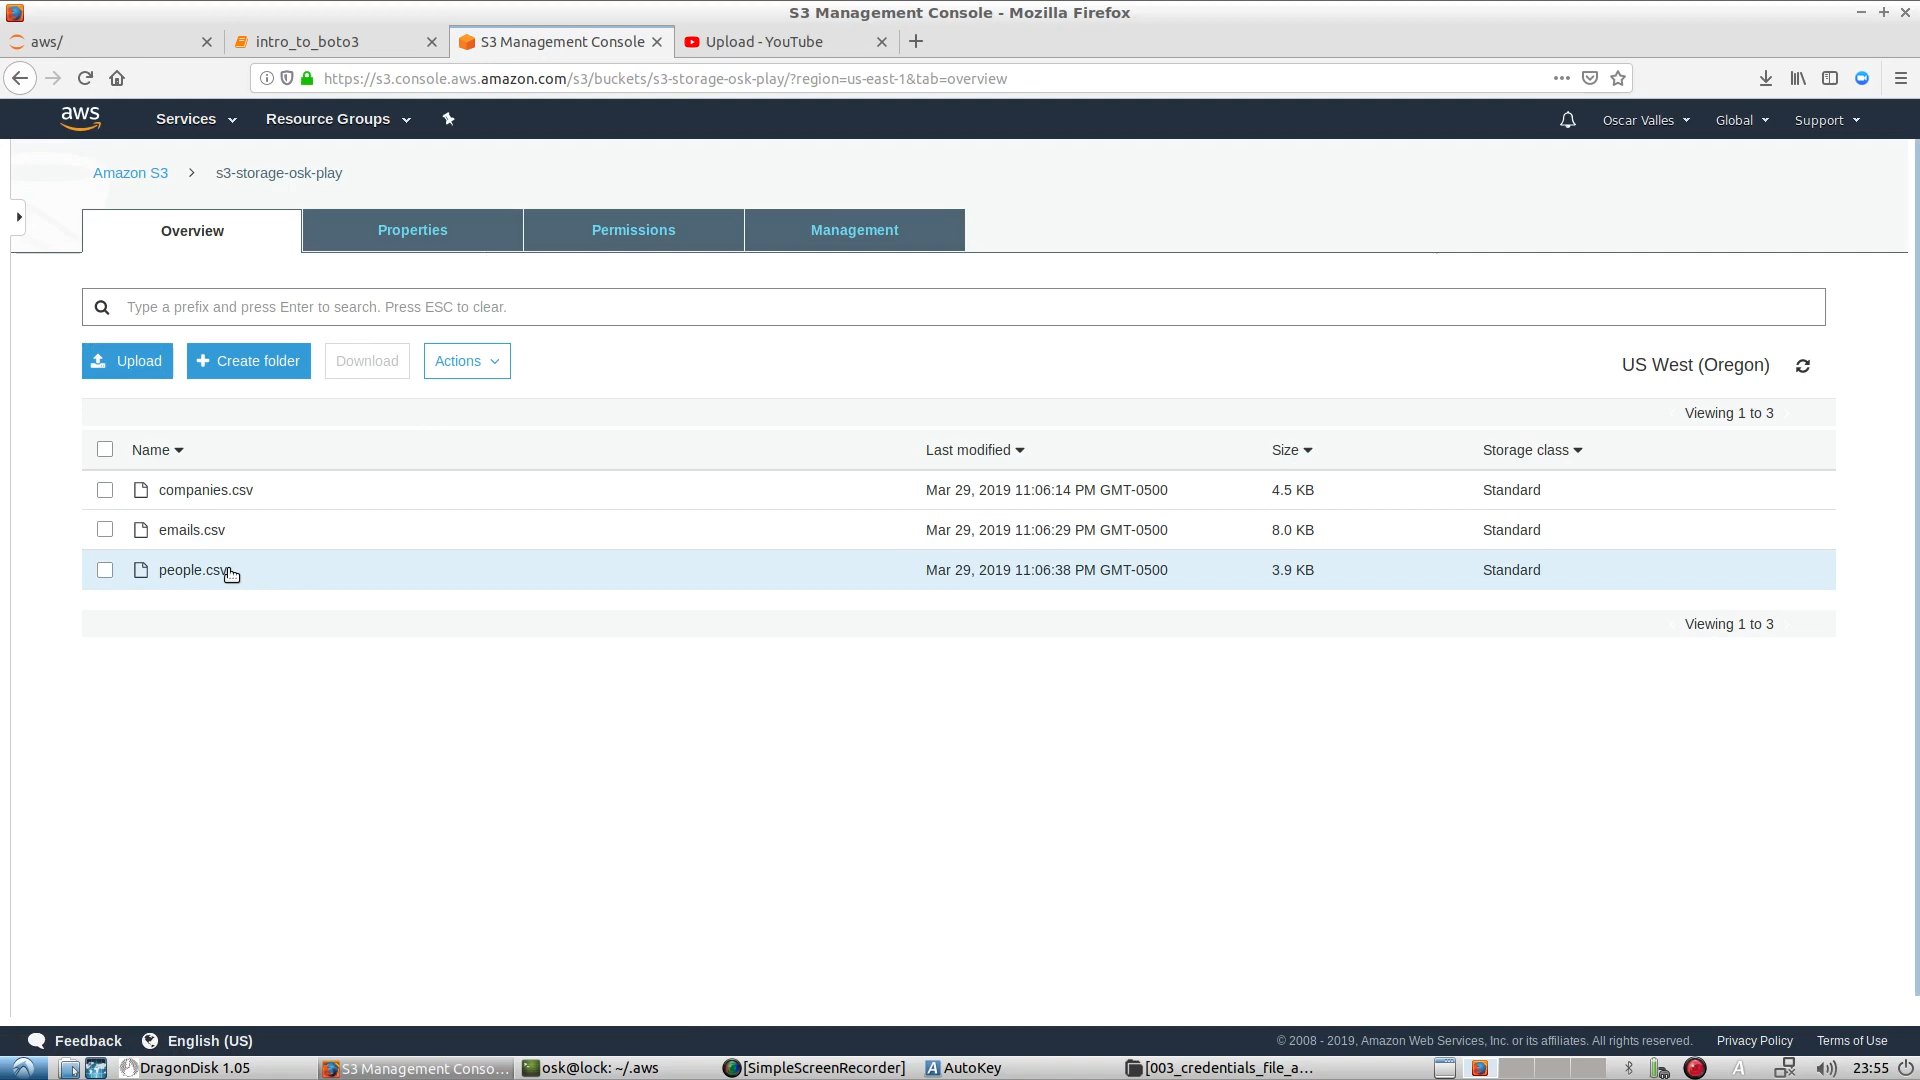 S3 Management Console - Mozilla Firefox
aws/
intro_to_boto3
S3 Management Console
Upload - YouTube
https://s3.console.aws.amazon.com/s3/buckets/s3-storage-osk-play/?region=us-east-1&tab=overview
aws
Services
Resource Groups
Oscar Valles
Global
Support
Amazon S3 > s3-storage-osk-play
Overview
Properties
Permissions
Management
Type a prefix and press Enter to search. Press ESC to clear.
Upload
+ Create folder
Download
Actions
US West (Oregon)
Viewing 1 to 3
Name Last modified Size Storage class
companies.csv Mar 29, 2019 11:06:14 PM GMT-0500 4.5 KB Standard
emails.csv Mar 29, 2019 11:06:29 PM GMT-0500 8.0 KB Standard
people.csv Mar 29, 2019 11:06:38 PM GMT-0500 3.9 KB Standard
Viewing 1 to 3
Feedback
English (US)
© 2008 - 2019, Amazon Web Services, Inc. or its affiliates. All rights reserved.
Privacy Policy
Terms of Use
DragonDisk 1.05
S3 Management Conso...
osk@lock: ~/.aws
[SimpleScreenRecorder]
AutoKey
[003_credentials_file_a...
23:55